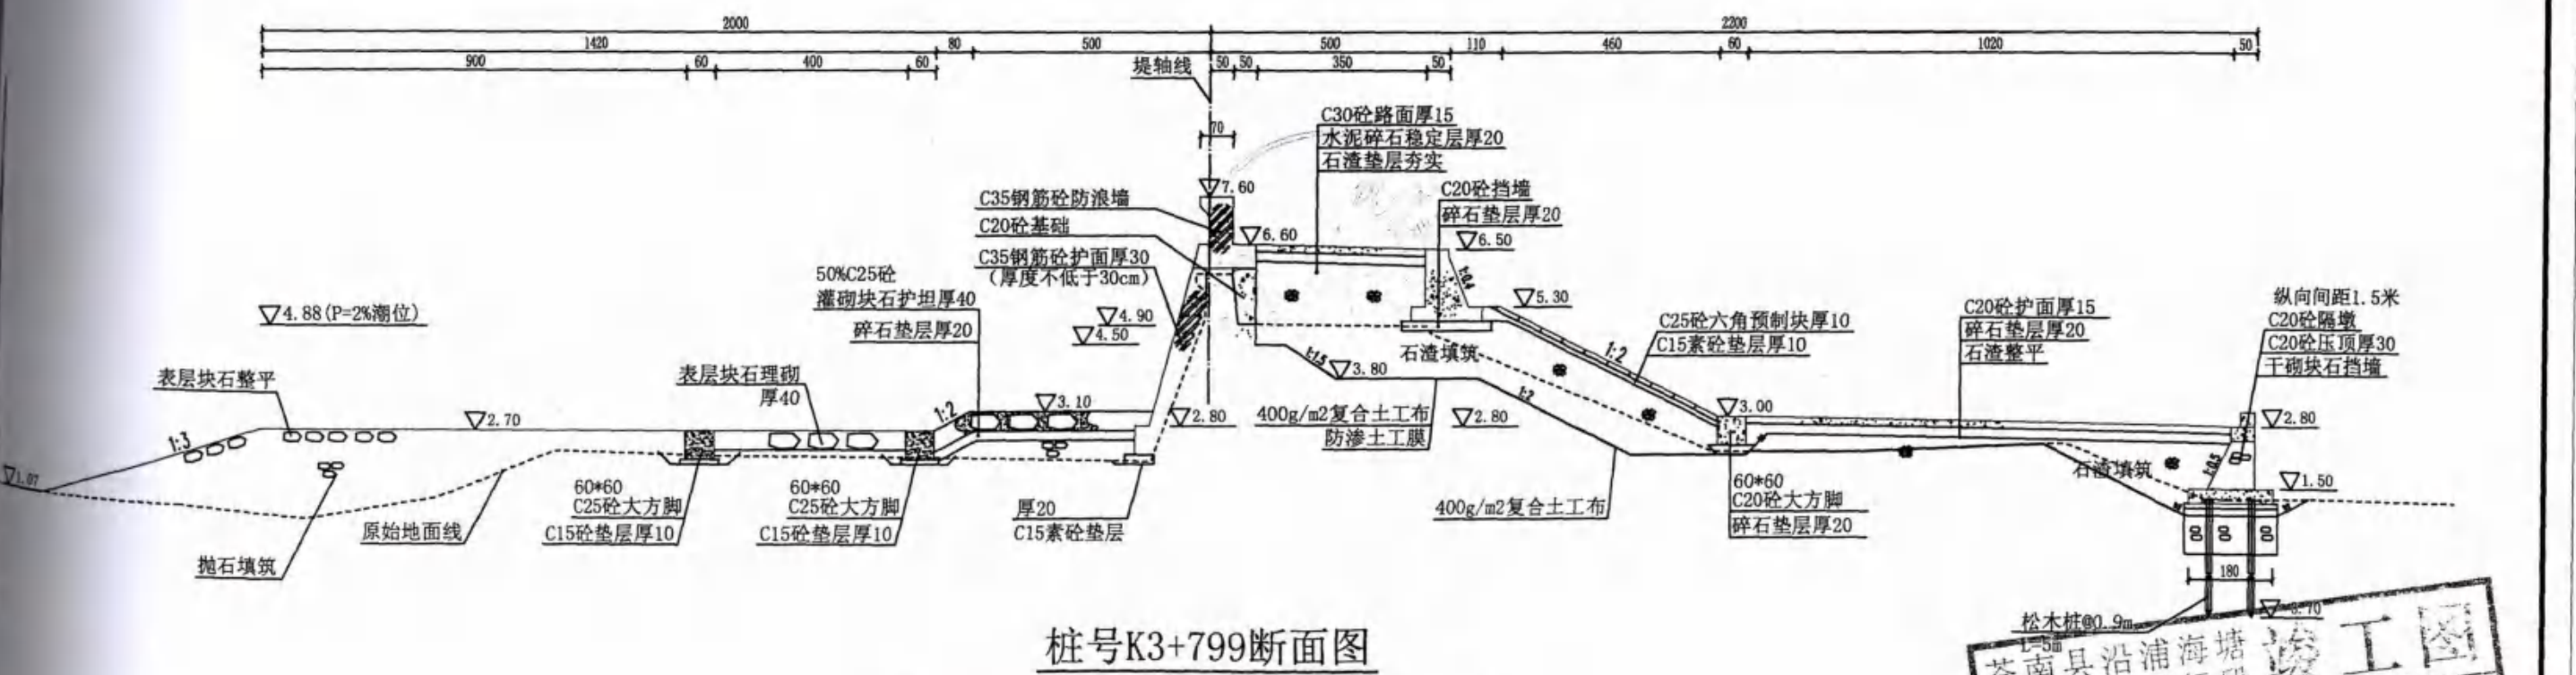 2000
2200
1420
80
500
500
110
460
60
1020
50
900
60
400
60
50
50
350
50
堤轴线
70
C30砼路面厚15
水泥碎石稳定层厚20
石渣垫层夯实
▽7.60
C35钢筋砼防浪墙
C20砼基础
C35钢筋砼护面厚30
(厚度不低于30cm)
▽6.60
C20砼挡墙
碎石垫层厚20
▽6.50
1:0.4
50%C25砼
灌砌块石护坦厚40
碎石垫层厚20
▽4.88(P=2%潮位)
▽4.90
▽4.50
▽5.30
C25砼六角预制块厚10
C15素砼垫层厚10
1:2
C20砼护面厚15
碎石垫层厚20
石渣整平
纵向间距1.5米
C20砼隔墩
C20砼压顶厚30
干砌块石挡墙
表层块石整平
表层块石理砌
厚40
石渣填筑
1:1.5
▽3.80
1:2
▽3.10
1:2
▽2.80
400g/m2复合土工布
防渗土工膜
▽2.80
▽3.00
▽2.80
▽2.70
1:3
▽1.07
石渣填筑
1:0.5
▽1.50
60*60
C25砼大方脚
C15砼垫层厚10
60*60
C25砼大方脚
C15砼垫层厚10
厚20
C15素砼垫层
400g/m2复合土工布
60*60
C20砼大方脚
碎石垫层厚20
原始地面线
抛石填筑
180
松木桩@0.9m
L=5m
桩号K3+799断面图
苍南县沿浦海塘
竣工图